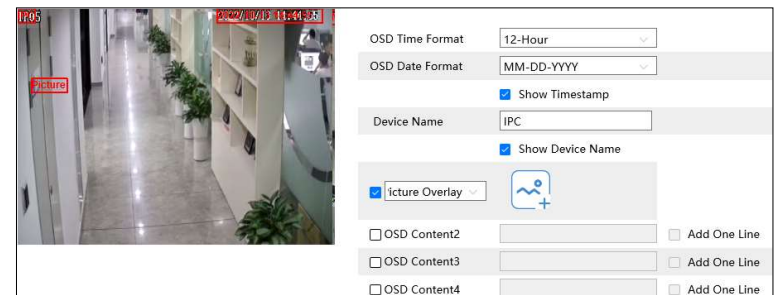 OSD Time Format 12-Hour
OSD Date Format MM-DD-YYYY
Picture
Show Timestamp
Device Name IPC
Show Device Name
icture Overlay
OSD Content2 Add One Line
OSD Content3 Add One Line
OSD Content4 Add One Line